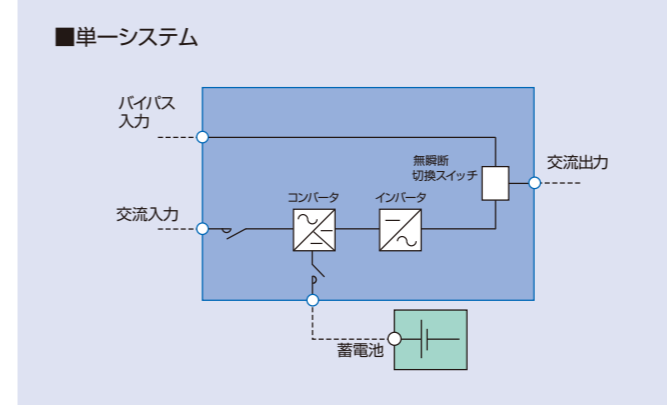 ■単一システム
バイパス
入力
無瞬断
切換スイッチ
交流出力
コンバータ
インバータ
交流入力
蓄電池